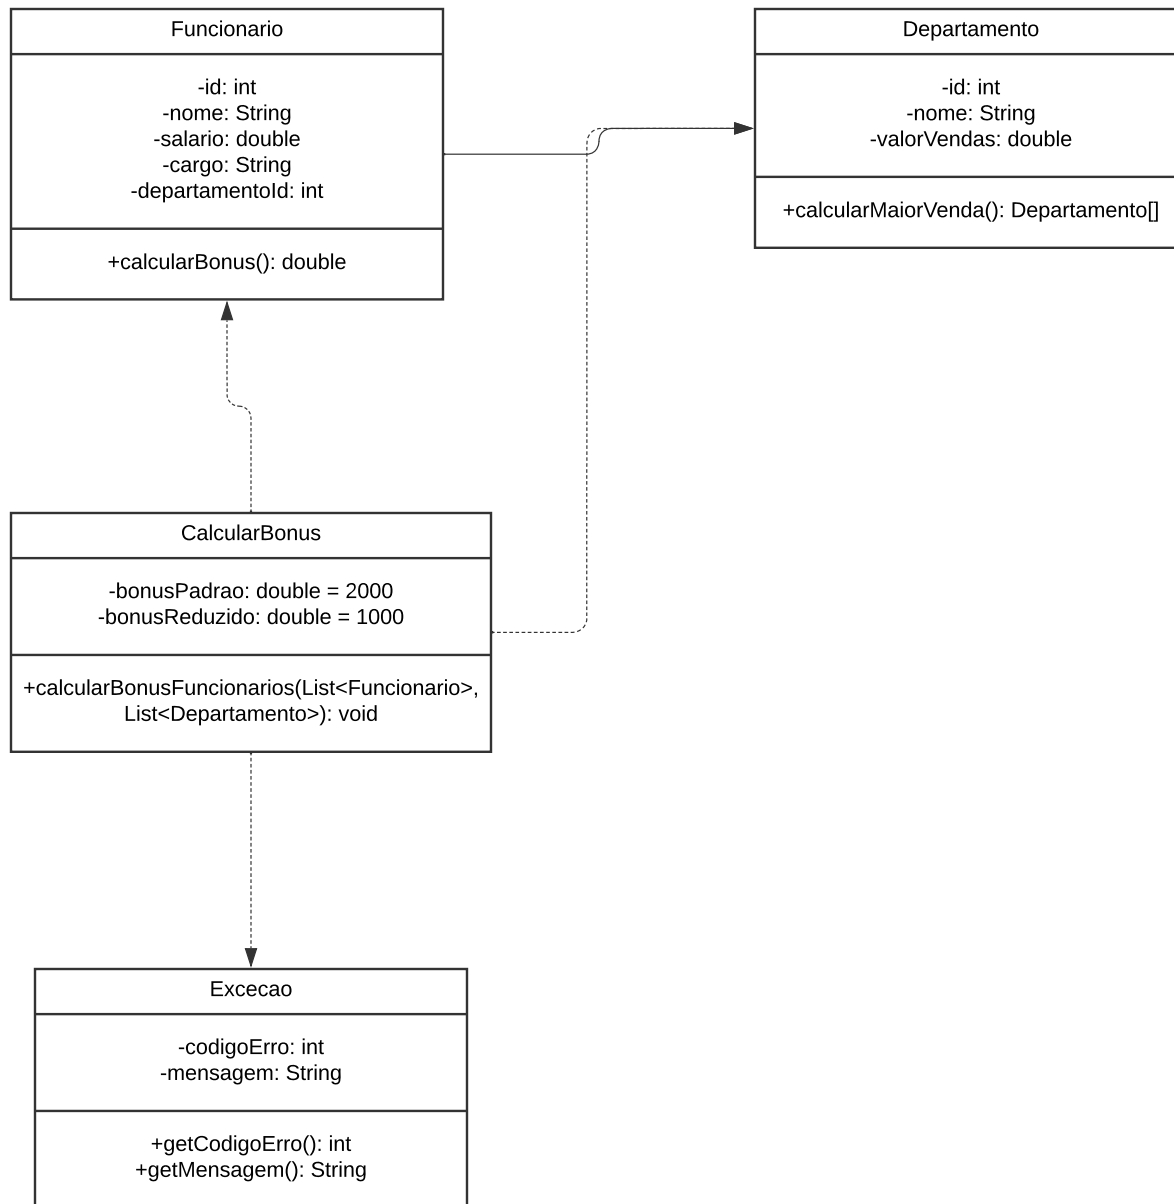 Funcionario
-id: int
-nome: String
-salario: double
-cargo: String
-departamentoId: int
+calcularBonus(): double
Departamento
-id: int
-nome: String
-valorVendas: double
+calcularMaiorVenda(): Departamento[]
CalcularBonus
-bonusPadrao: double = 2000
-bonusReduzido: double = 1000
+calcularBonusFuncionarios(List<Funcionario>,
List<Departamento>): void
Excecao
-codigoErro: int
-mensagem: String
+getCodigoErro(): int
+getMensagem(): String